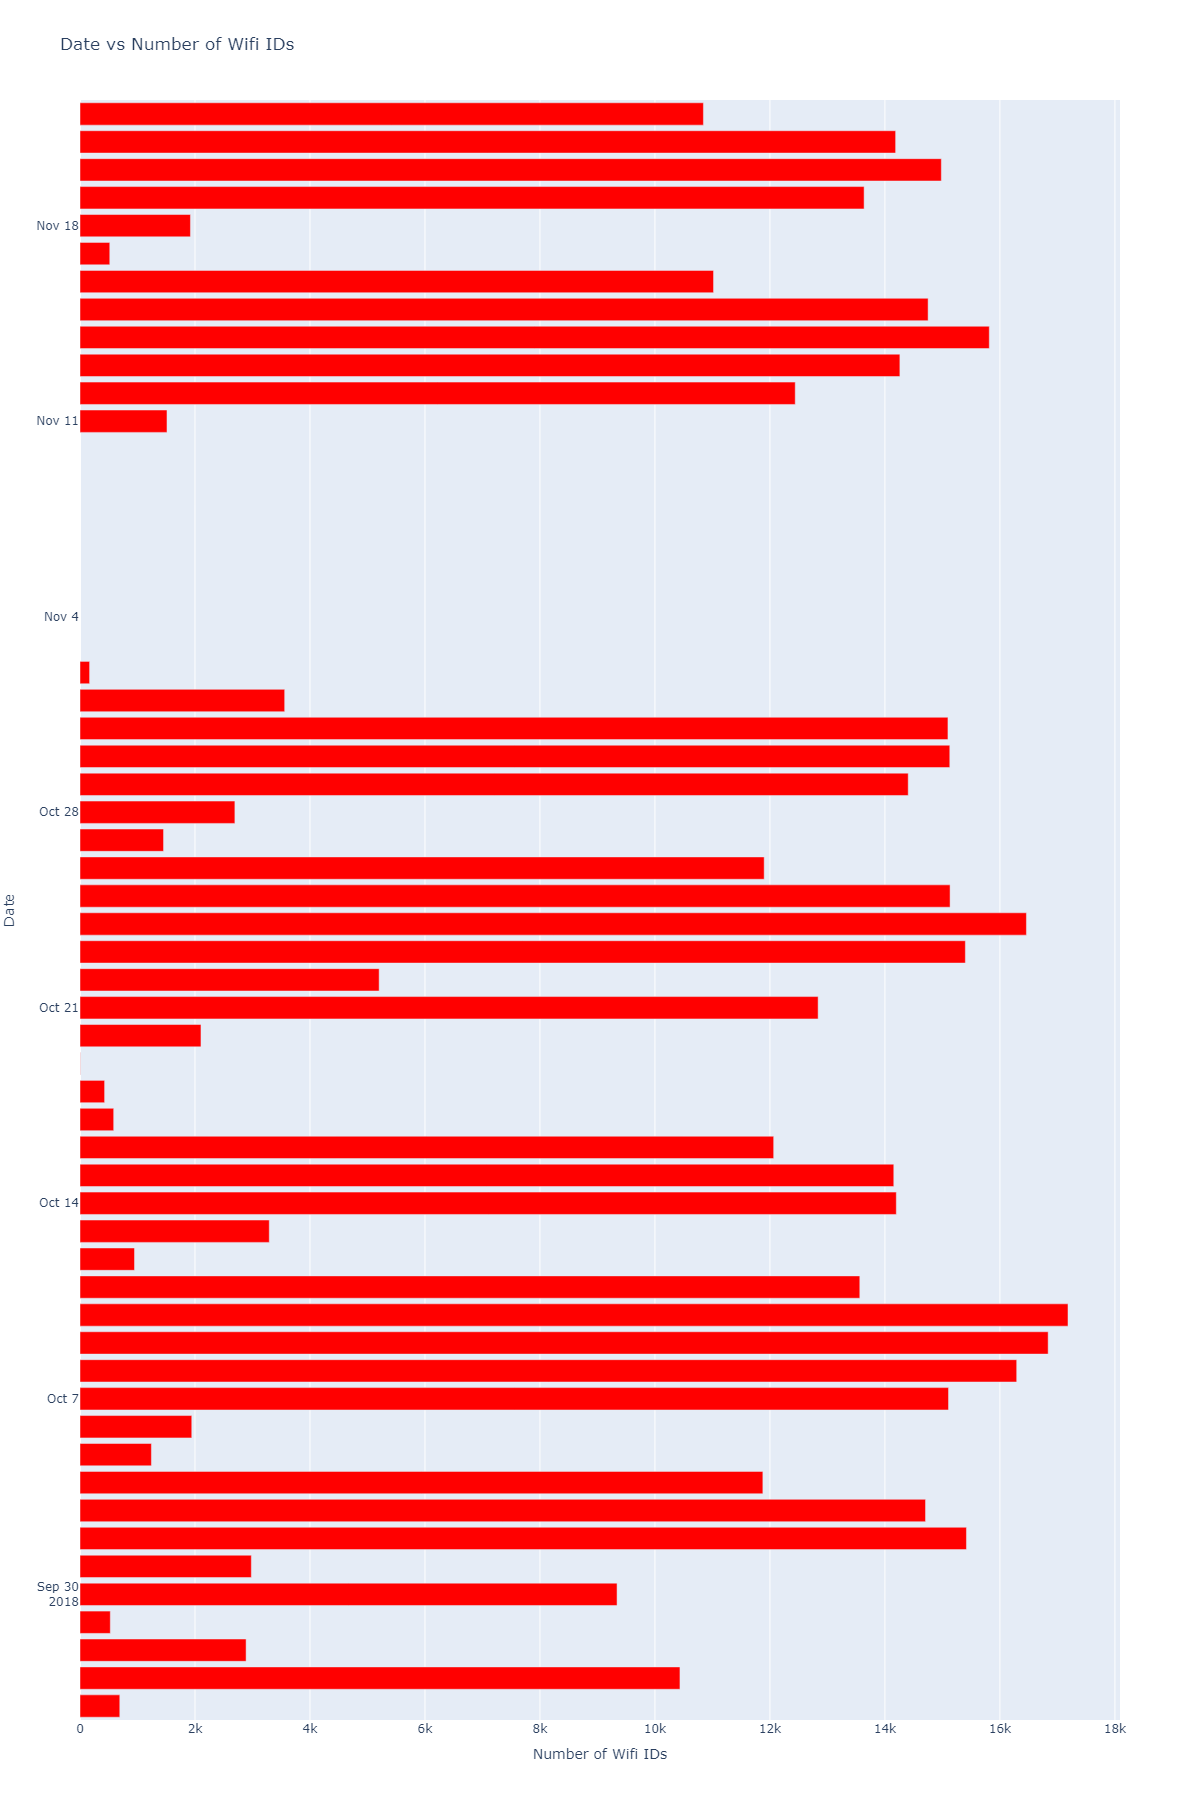 Date vs Number of Wifi IDs
Nov 18
Nov 11
Nov 4
Oct 28
Date
Oct 21
Oct 14
Oct 7
Sep 30
2018
0 2k 4k 6k 8k 10k 12k 14k 16k 18k
Number of Wifi IDs